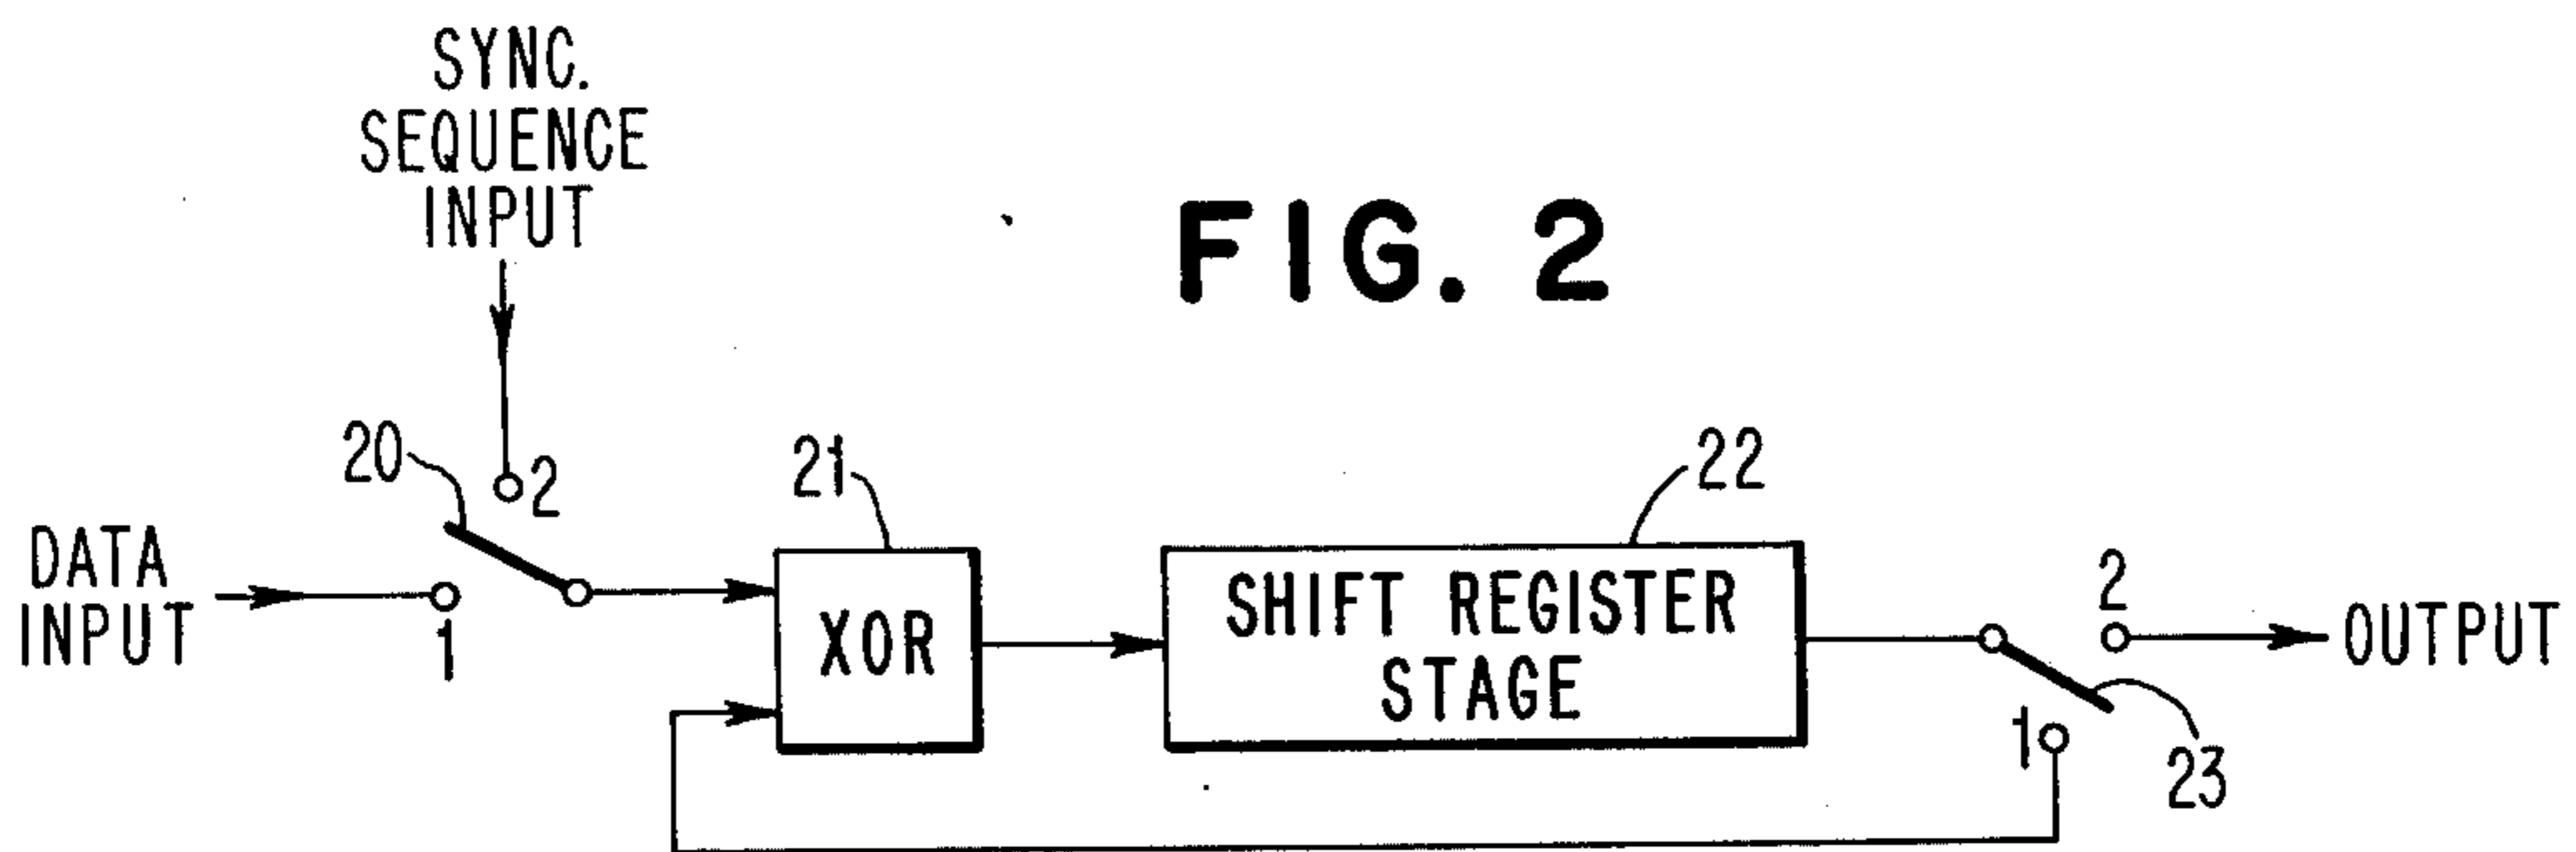 SYNC.
SEQUENCE
INPUT
FIG. 2
20
2
21
22
DATA
INPUT
1
XOR
SHIFT REGISTER
STAGE
2
OUTPUT
1
23